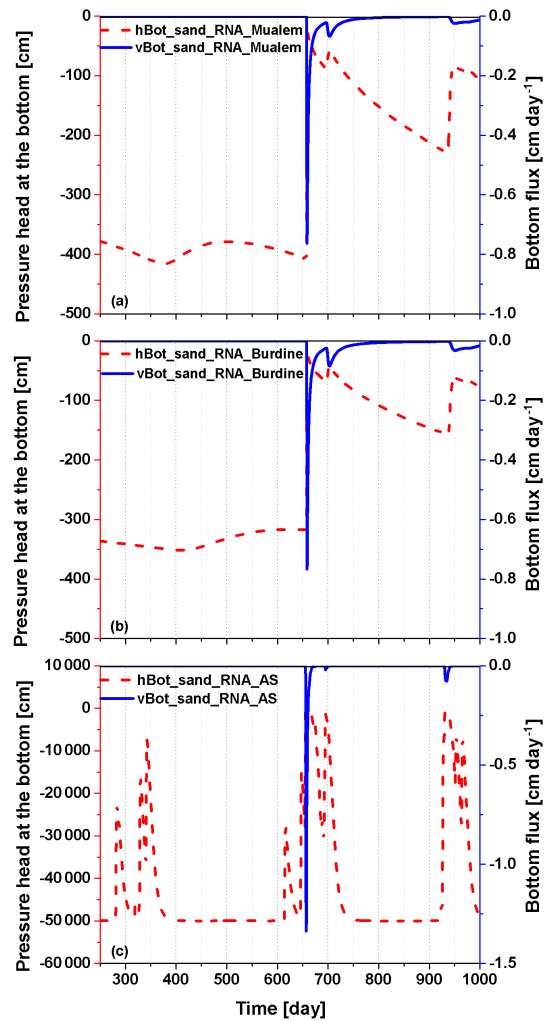 0
-100
-200
-300
-400
-500
Pressure head at the bottom [cm]
hBot_sand_RNA_Mualem
vBot_sand_RNA_Mualem
(a)
0.0
-0.2
-0.4
-0.6
-0.8
-1.0
Bottom flux [cm day-1]
0
-100
-200
-300
-400
-500
Pressure head at the bottom [cm]
hBot_sand_RNA_Burdine
vBot_sand_RNA_Burdine
(b)
0.0
-0.2
-0.4
-0.6
-0.8
-1.0
Bottom flux [cm day-1]
10 000
0
-10 000
-20 000
-30 000
-40 000
-50 000
-60 000
Pressure head at the bottom [cm]
hBot_sand_RNA_AS
vBot_sand_RNA_AS
(c)
0.0
-0.5
-1.0
-1.5
Bottom flux [cm day-1]
300 400 500 600 700 800 900 1000
Time [day]